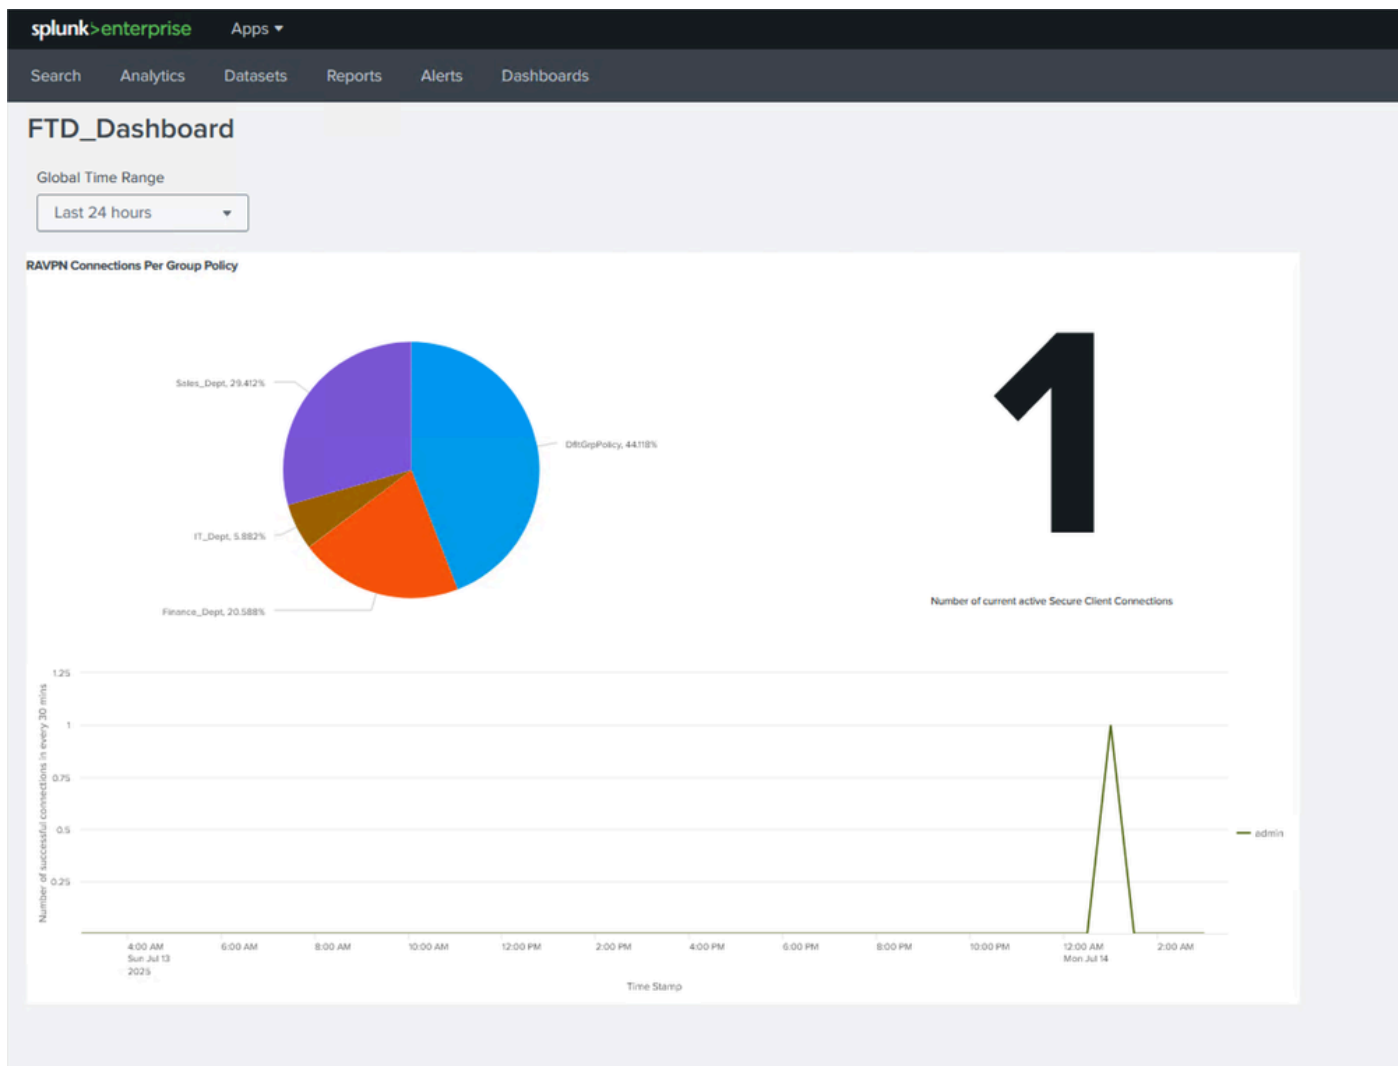 splunk>enterprise Apps
Search Analytics Datasets Reports Alerts Dashboards
FTD_Dashboard
Global Time Range
Last 24 hours
RAVPN Connections Per Group Policy
Sales_Dept, 29.412%
DfltGrpPolicy, 44.118%
IT_Dept, 5.882%
Finance_Dept, 20.588%
1
Number of current active Secure Client Connections
Number of successful connections in every 30 mins
1.25
1
0.75
0.5
0.25
admin
4:00 AM 6:00 AM 8:00 AM 10:00 AM 12:00 PM 2:00 PM 4:00 PM 6:00 PM 8:00 PM 10:00 PM 12:00 AM 2:00 AM
Sun Jul 13 Mon Jul 14
2025
Time Stamp